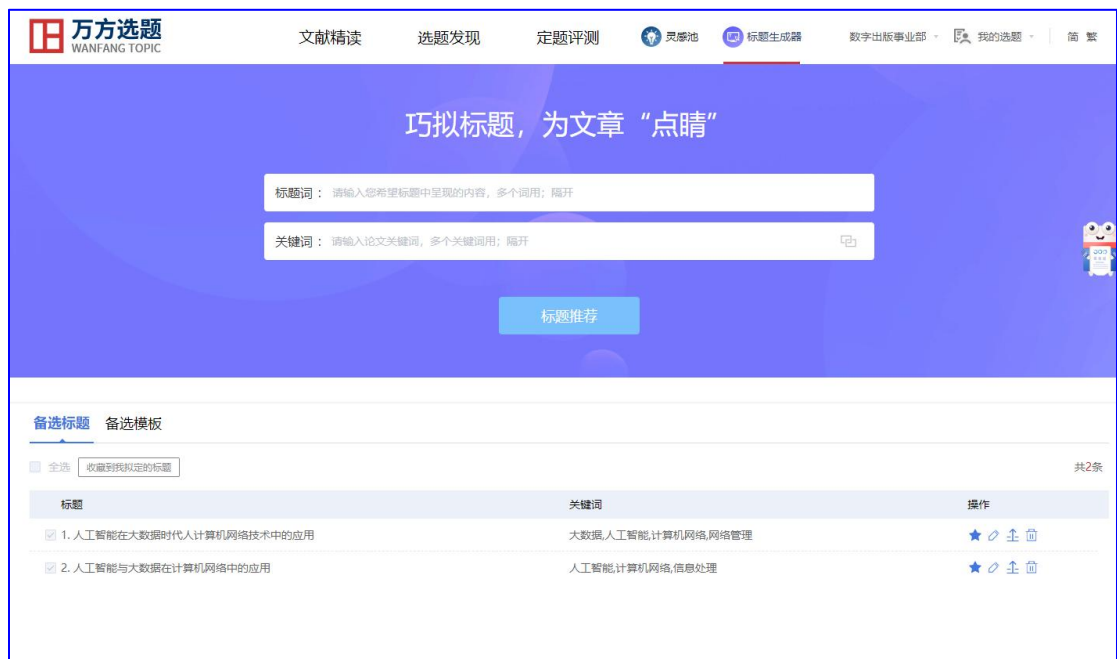 万方选题
WANFANG TOPIC
文献精读 选题发现 定题评测 灵感池 标题生成器 数字出版事业部 我的选题 简 繁
巧拟标题，为文章“点睛”
标题词： 请输入您希望标题中呈现的内容，多个词用；隔开
关键词： 请输入论文关键词，多个关键词用；隔开
标题推荐
备选标题 备选模板
全选 收藏到我拟定的标题 共2条
标题 关键词 操作
1. 人工智能在大数据时代人计算机网络技术中的应用 大数据,人工智能,计算机网络,网络管理
2. 人工智能与大数据在计算机网络中的应用 人工智能,计算机网络,信息处理